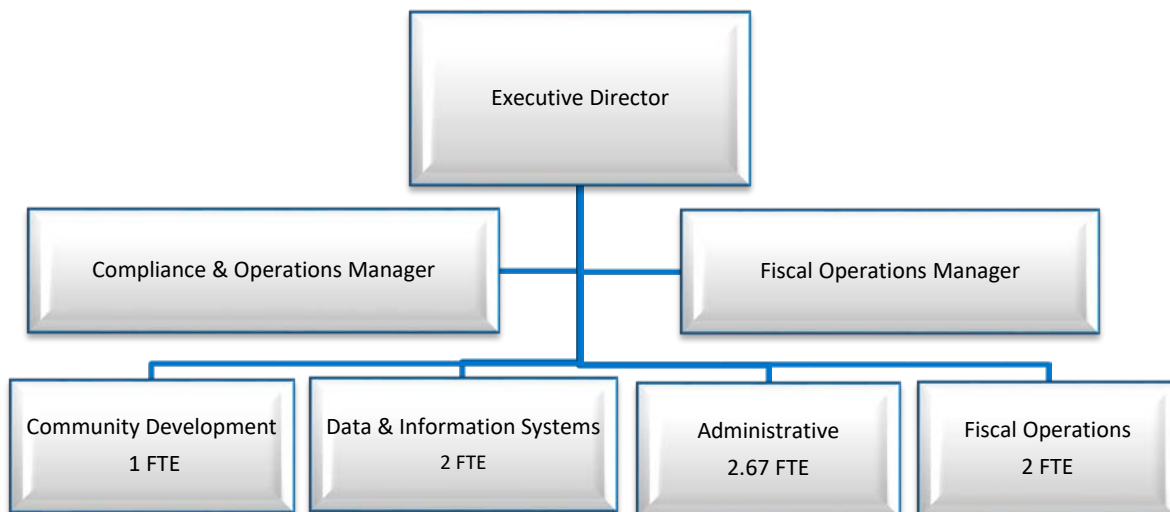 Executive Director
Compliance & Operations Manager
Fiscal Operations Manager
Community Development
1 FTE
Data & Information Systems
2 FTE
Administrative
2.67 FTE
Fiscal Operations
2 FTE